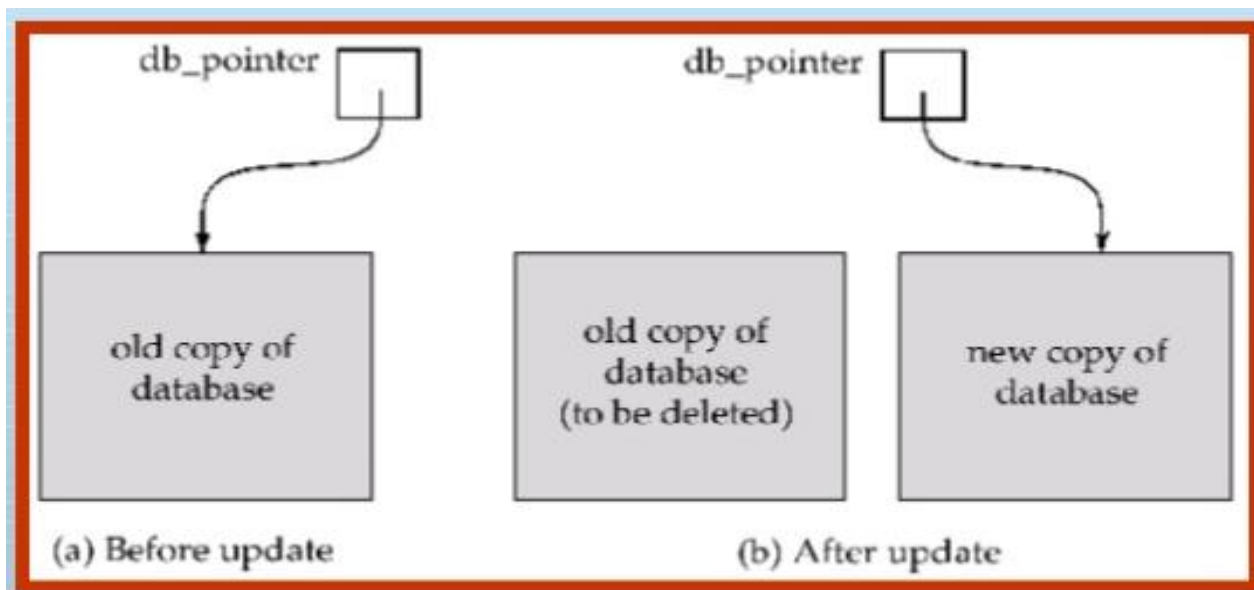 db_pointer
db_pointer
old copy of
database
old copy of
database
(to be deleted)
new copy of
database
(a) Before update
(b) After update